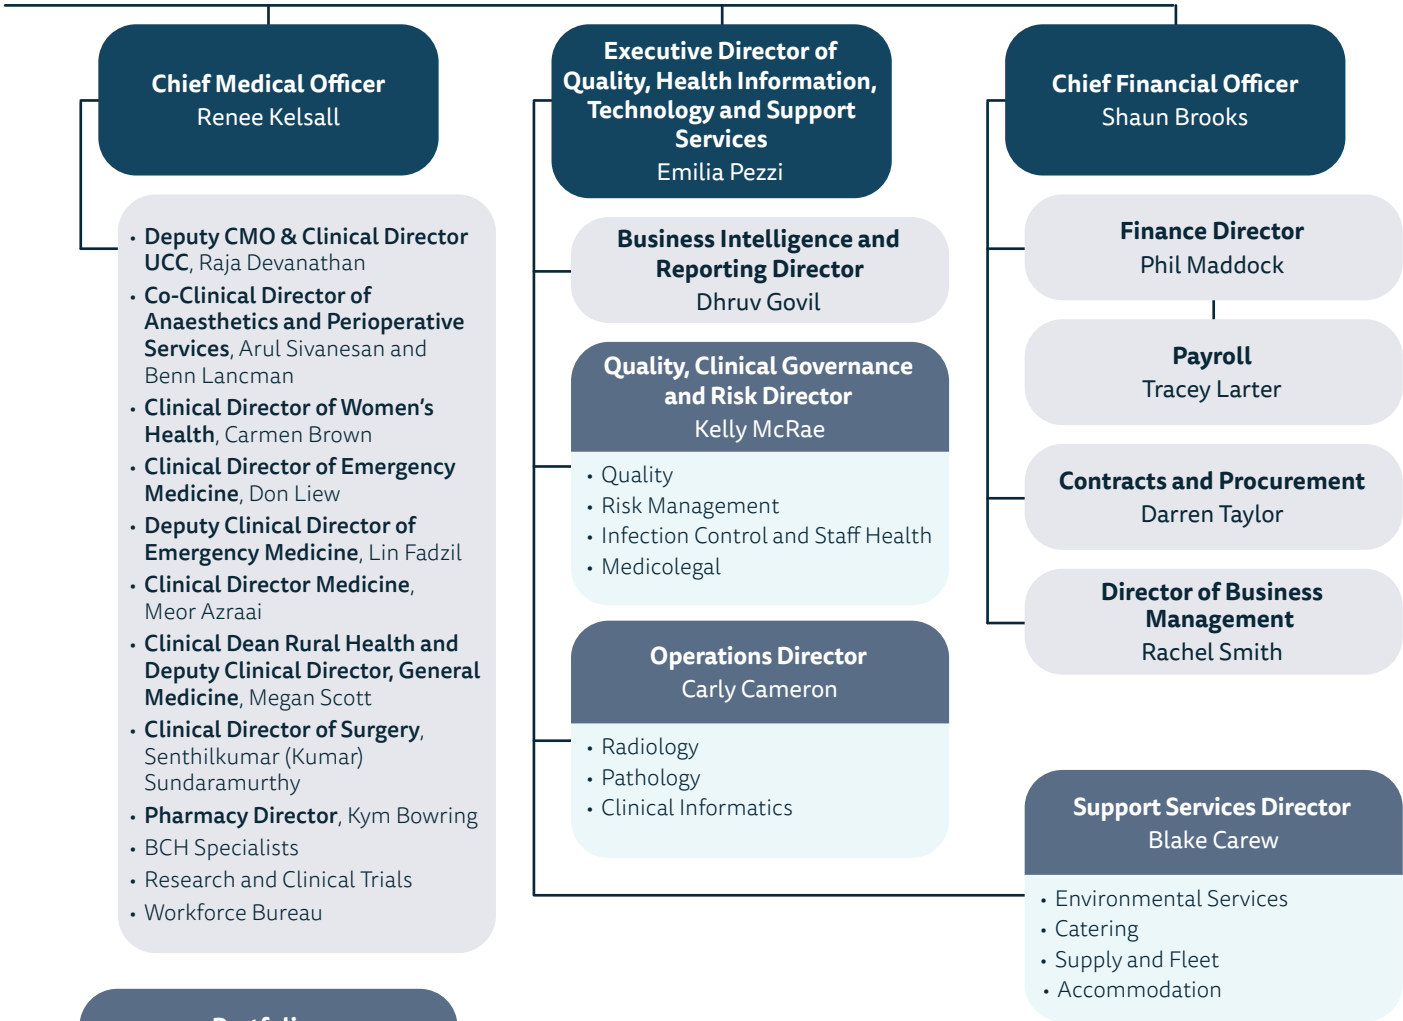 Chief Medical Officer
Renee Kelsall
• Deputy CMO & Clinical Director
UCC, Raja Devanathan
• Co-Clinical Director of
Anaesthetics and Perioperative
Services, Arul Sivanesan and
Benn Lancman
• Clinical Director of Women's
Health, Carmen Brown
• Clinical Director of Emergency
Medicine, Don Liew
• Deputy Clinical Director of
Emergency Medicine, Lin Fadzil
• Clinical Director Medicine,
Meor Azraai
• Clinical Dean Rural Health and
Deputy Clinical Director, General
Medicine, Megan Scott
• Clinical Director of Surgery,
Senthilkumar (Kumar)
Sundaramurthy
• Pharmacy Director, Kym Bowring
• BCH Specialists
• Research and Clinical Trials
• Workforce Bureau
Executive Director of
Quality, Health Information,
Technology and Support
Services
Emilia Pezzi
Business Intelligence and
Reporting Director
Dhruv Govil
Quality, Clinical Governance
and Risk Director
Kelly McRae
• Quality
• Risk Management
• Infection Control and Staff Health
• Medicolegal
Operations Director
Carly Cameron
• Radiology
• Pathology
• Clinical Informatics
Chief Financial Officer
Shaun Brooks
Finance Director
Phil Maddock
Payroll
Tracey Larter
Contracts and Procurement
Darren Taylor
Director of Business
Management
Rachel Smith
Support Services Director
Blake Carew
• Environmental Services
• Catering
• Supply and Fleet
• Accommodation